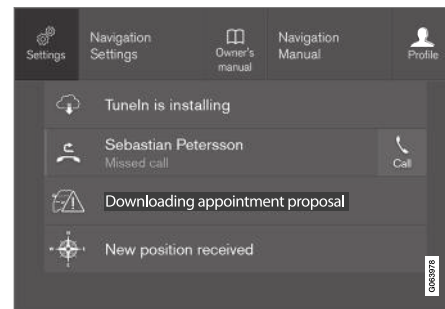 Settings
Navigation
Settings
Owner's
manual
Navigation
Manual
Profile
TuneIn is installing
Sebastian Petersson
Missed call
Call
Downloading appointment proposal
New position received
G063978